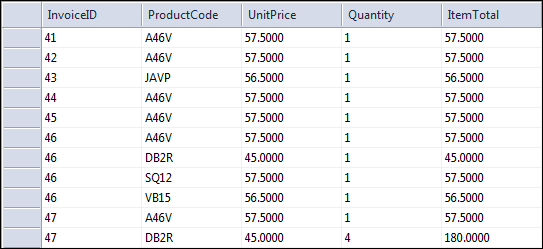 InvoiceID ProductCode UnitPrice Quantity ItemTotal
41 A46V 57.5000 1 57.5000
42 A46V 57.5000 1 57.5000
43 JAVP 56.5000 1 56.5000
44 A46V 57.5000 1 57.5000
45 A46V 57.5000 1 57.5000
46 A46V 57.5000 1 57.5000
46 DB2R 45.0000 1 45.0000
46 SQ12 57.5000 1 57.5000
46 VB15 56.5000 1 56.5000
47 A46V 57.5000 1 57.5000
47 DB2R 45.0000 4 180.0000